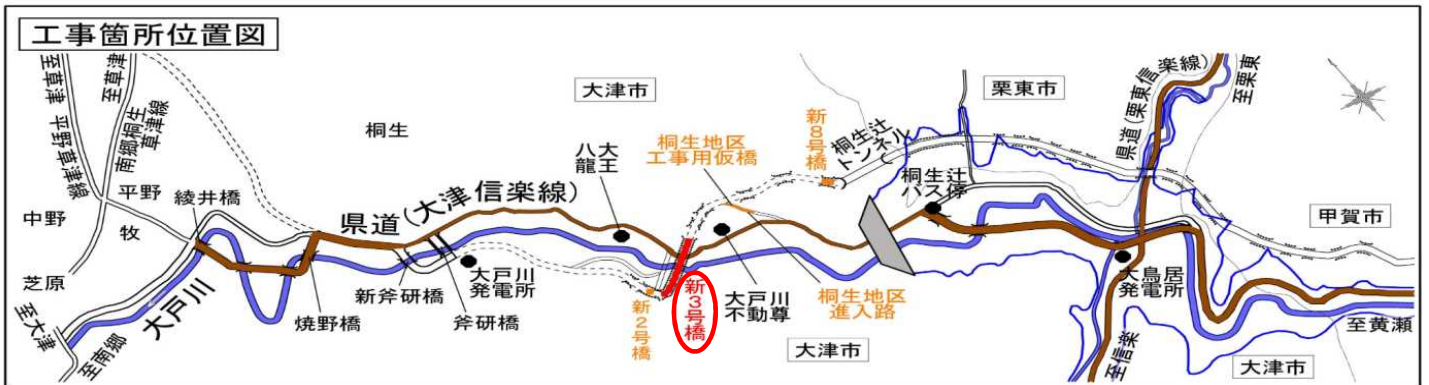 工事箇所位置図
至草津 平野草津線
至草津
南郷桐生草津線
中野
平野
牧
芝原
至大津
至南郷
綾井橋
大戸川
桐生
県道(大津信楽線)
焼野橋
新斧研橋
斧研橋
大戸川
発電所
大津市
八大
龍王
新2号橋
新3号橋
大戸川
不動尊
桐生地区
工事用仮橋
新8号橋
桐生辻
トンネル
桐生地区
進入路
大津市
桐生辻
バス停
栗東市
県道(栗東信楽線)
至栗東
大鳥居
発電所
至信楽
甲賀市
至黄瀬
大津市